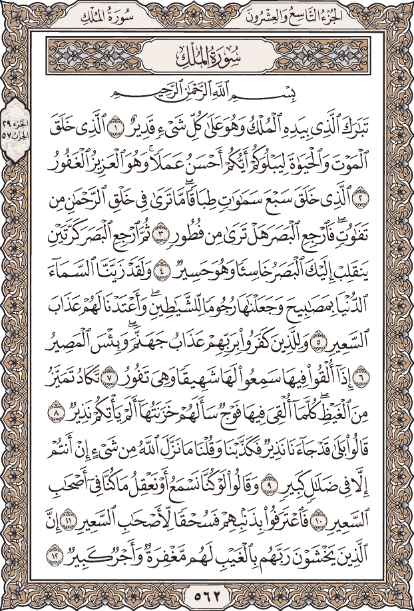 الجُزْءُ التَّاسِعُ وَالعِشْرُونَ
سُورَةُ المُلْكِ
سُورَةُ المُلْكِ
بِسْمِ ٱللَّهِ ٱلرَّحْمَٰنِ ٱلرَّحِيمِ
تَبَٰرَكَ ٱلَّذِى بِيَدِهِ ٱلْمُلْكُ وَهُوَ عَلَىٰ كُلِّ شَىْءٍ قَدِيرٌ ١ ٱلَّذِى خَلَقَ
ٱلْمَوْتَ وَٱلْحَيَوٰةَ لِيَبْلُوَكُمْ أَيُّكُمْ أَحْسَنُ عَمَلًا ۚ وَهُوَ ٱلْعَزِيزُ ٱلْغَفُورُ
٢ ٱلَّذِى خَلَقَ سَبْعَ سَمَٰوَٰتٍ طِبَاقًا ۖ مَّا تَرَىٰ فِى خَلْقِ ٱلرَّحْمَٰنِ مِن
تَفَٰوُتٍ ۖ فَٱرْجِعِ ٱلْبَصَرَ هَلْ تَرَىٰ مِن فُطُورٍ ٣ ثُمَّ ٱرْجِعِ ٱلْبَصَرَ كَرَّتَيْنِ
يَنقَلِبْ إِلَيْكَ ٱلْبَصَرُ خَاسِئًا وَهُوَ حَسِيرٌ ٤ وَلَقَدْ زَيَّنَّا ٱلسَّمَآءَ
ٱلدُّنْيَا بِمَصَٰبِيحَ وَجَعَلْنَٰهَا رُجُومًا لِّلشَّيَٰطِينِ ۖ وَأَعْتَدْنَا لَهُمْ عَذَابَ
ٱلسَّعِيرِ ٥ وَلِلَّذِينَ كَفَرُوا۟ بِرَبِّهِمْ عَذَابُ جَهَنَّمَ ۖ وَبِئْسَ ٱلْمَصِيرُ
٦ إِذَآ أُلْقُوا۟ فِيهَا سَمِعُوا۟ لَهَا شَهِيقًا وَهِىَ تَفُورُ ٧ تَكَادُ تَمَيَّزُ
مِنَ ٱلْغَيْظِ ۖ كُلَّمَآ أُلْقِىَ فِيهَا فَوْجٌ سَأَلَهُمْ خَزَنَتُهَآ أَلَمْ يَأْتِكُمْ نَذِيرٌ ٨
قَالُوا۟ بَلَىٰ قَدْ جَآءَنَا نَذِيرٌ فَكَذَّبْنَا وَقُلْنَا مَا نَزَّلَ ٱللَّهُ مِن شَىْءٍ إِنْ أَنتُمْ
إِلَّا فِى ضَلَٰلٍ كَبِيرٍ ٩ وَقَالُوا۟ لَوْ كُنَّا نَسْمَعُ أَوْ نَعْقِلُ مَا كُنَّا فِىٓ أَصْحَٰبِ
ٱلسَّعِيرِ ١٠ فَٱعْتَرَفُوا۟ بِذَنۢبِهِمْ فَسُحْقًا لِّأَصْحَٰبِ ٱلسَّعِيرِ ١١ إِنَّ
ٱلَّذِينَ يَخْشَوْنَ رَبَّهُم بِٱلْغَيْبِ لَهُم مَّغْفِرَةٌ وَأَجْرٌ كَبِيرٌ ١٢
٥٦٢
الجزء ٢٩
الحزب ٥٧